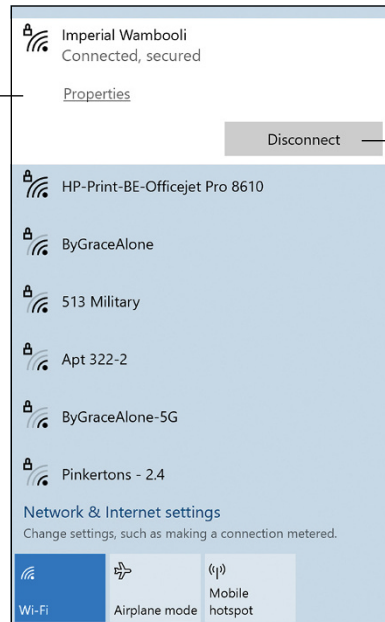 Imperial Wambooli
Connected, secured
Properties
Disconnect
HP-Print-BE-Officejet Pro 8610
ByGraceAlone
513 Military
Apt 322-2
ByGraceAlone-5G
Pinkertons - 2.4
Network & Internet settings
Change settings, such as making a connection metered.
Wi-Fi
Airplane mode
Mobile
hotspot